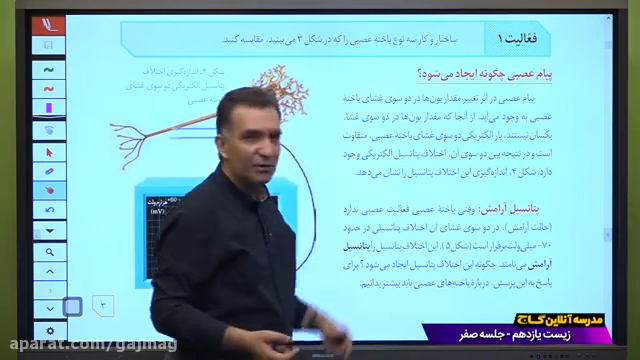 فعالیت ۱
ساختار و کار سه نوع یاختهٔ عصبی را که در شکل ۳ می‌بینید، مقایسه کنید.
پیام عصبی چگونه ایجاد می‌شود؟
پیام عصبی در اثر تغییر مقدار یون‌ها در دو سوی غشای یاختهٔ
عصبی به وجود می‌آید. از آنجا که مقدار یون‌ها در دو سوی غشا،
یکسان نیستند، بار الکتریکی دو سوی غشای یاختهٔ عصبی، متفاوت
است و در نتیجه بین دو سوی آن، اختلاف پتانسیل الکتریکی وجود
دارد. شکل ۴، اندازه‌گیری این اختلاف پتانسیل را نشان می‌دهد.
پتانسیل آرامش: وقتی یاختهٔ عصبی فعالیت عصبی ندارد
(حالت آرامش)، در دو سوی غشای آن اختلاف پتانسیلی در حدود
۷۰- میلی‌ولت برقرار است (شکل۵). این اختلاف پتانسیل را پتانسیل
آرامش می‌نامند. چگونه این اختلاف پتانسیل ایجاد می‌شود؟ برای
پاسخ به این پرسش، دربارهٔ یاخته‌های عصبی باید بیشتر بدانیم.
شکل ۴ـ اندازه‌گیری اختلاف
پتانسیل الکتریکی دو سوی غشای
یاخته عصبی
+60
(mV)
۳
مدرسه آنلاین گاج
زیست یازدهم - جلسه صفر
aparat.com/gajmag